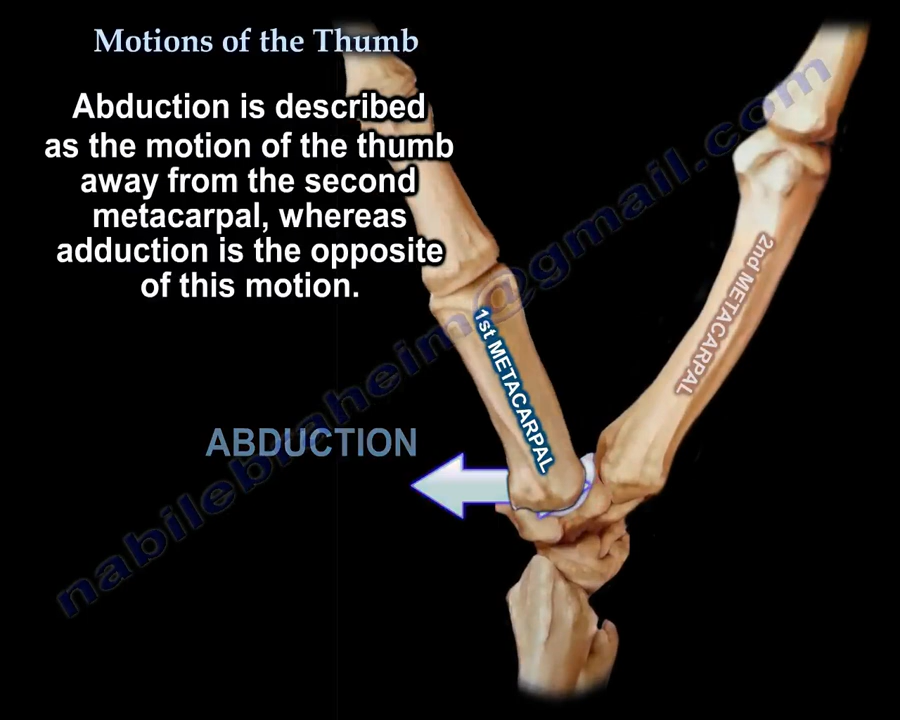 Motions of the Thumb
Abduction is described
as the motion of the thumb
away from the second
metacarpal, whereas
adduction is the opposite
of this motion.
1st METACARPAL
2nd METACARPAL
ABDUCTION
nabilebraheim@gmail.com